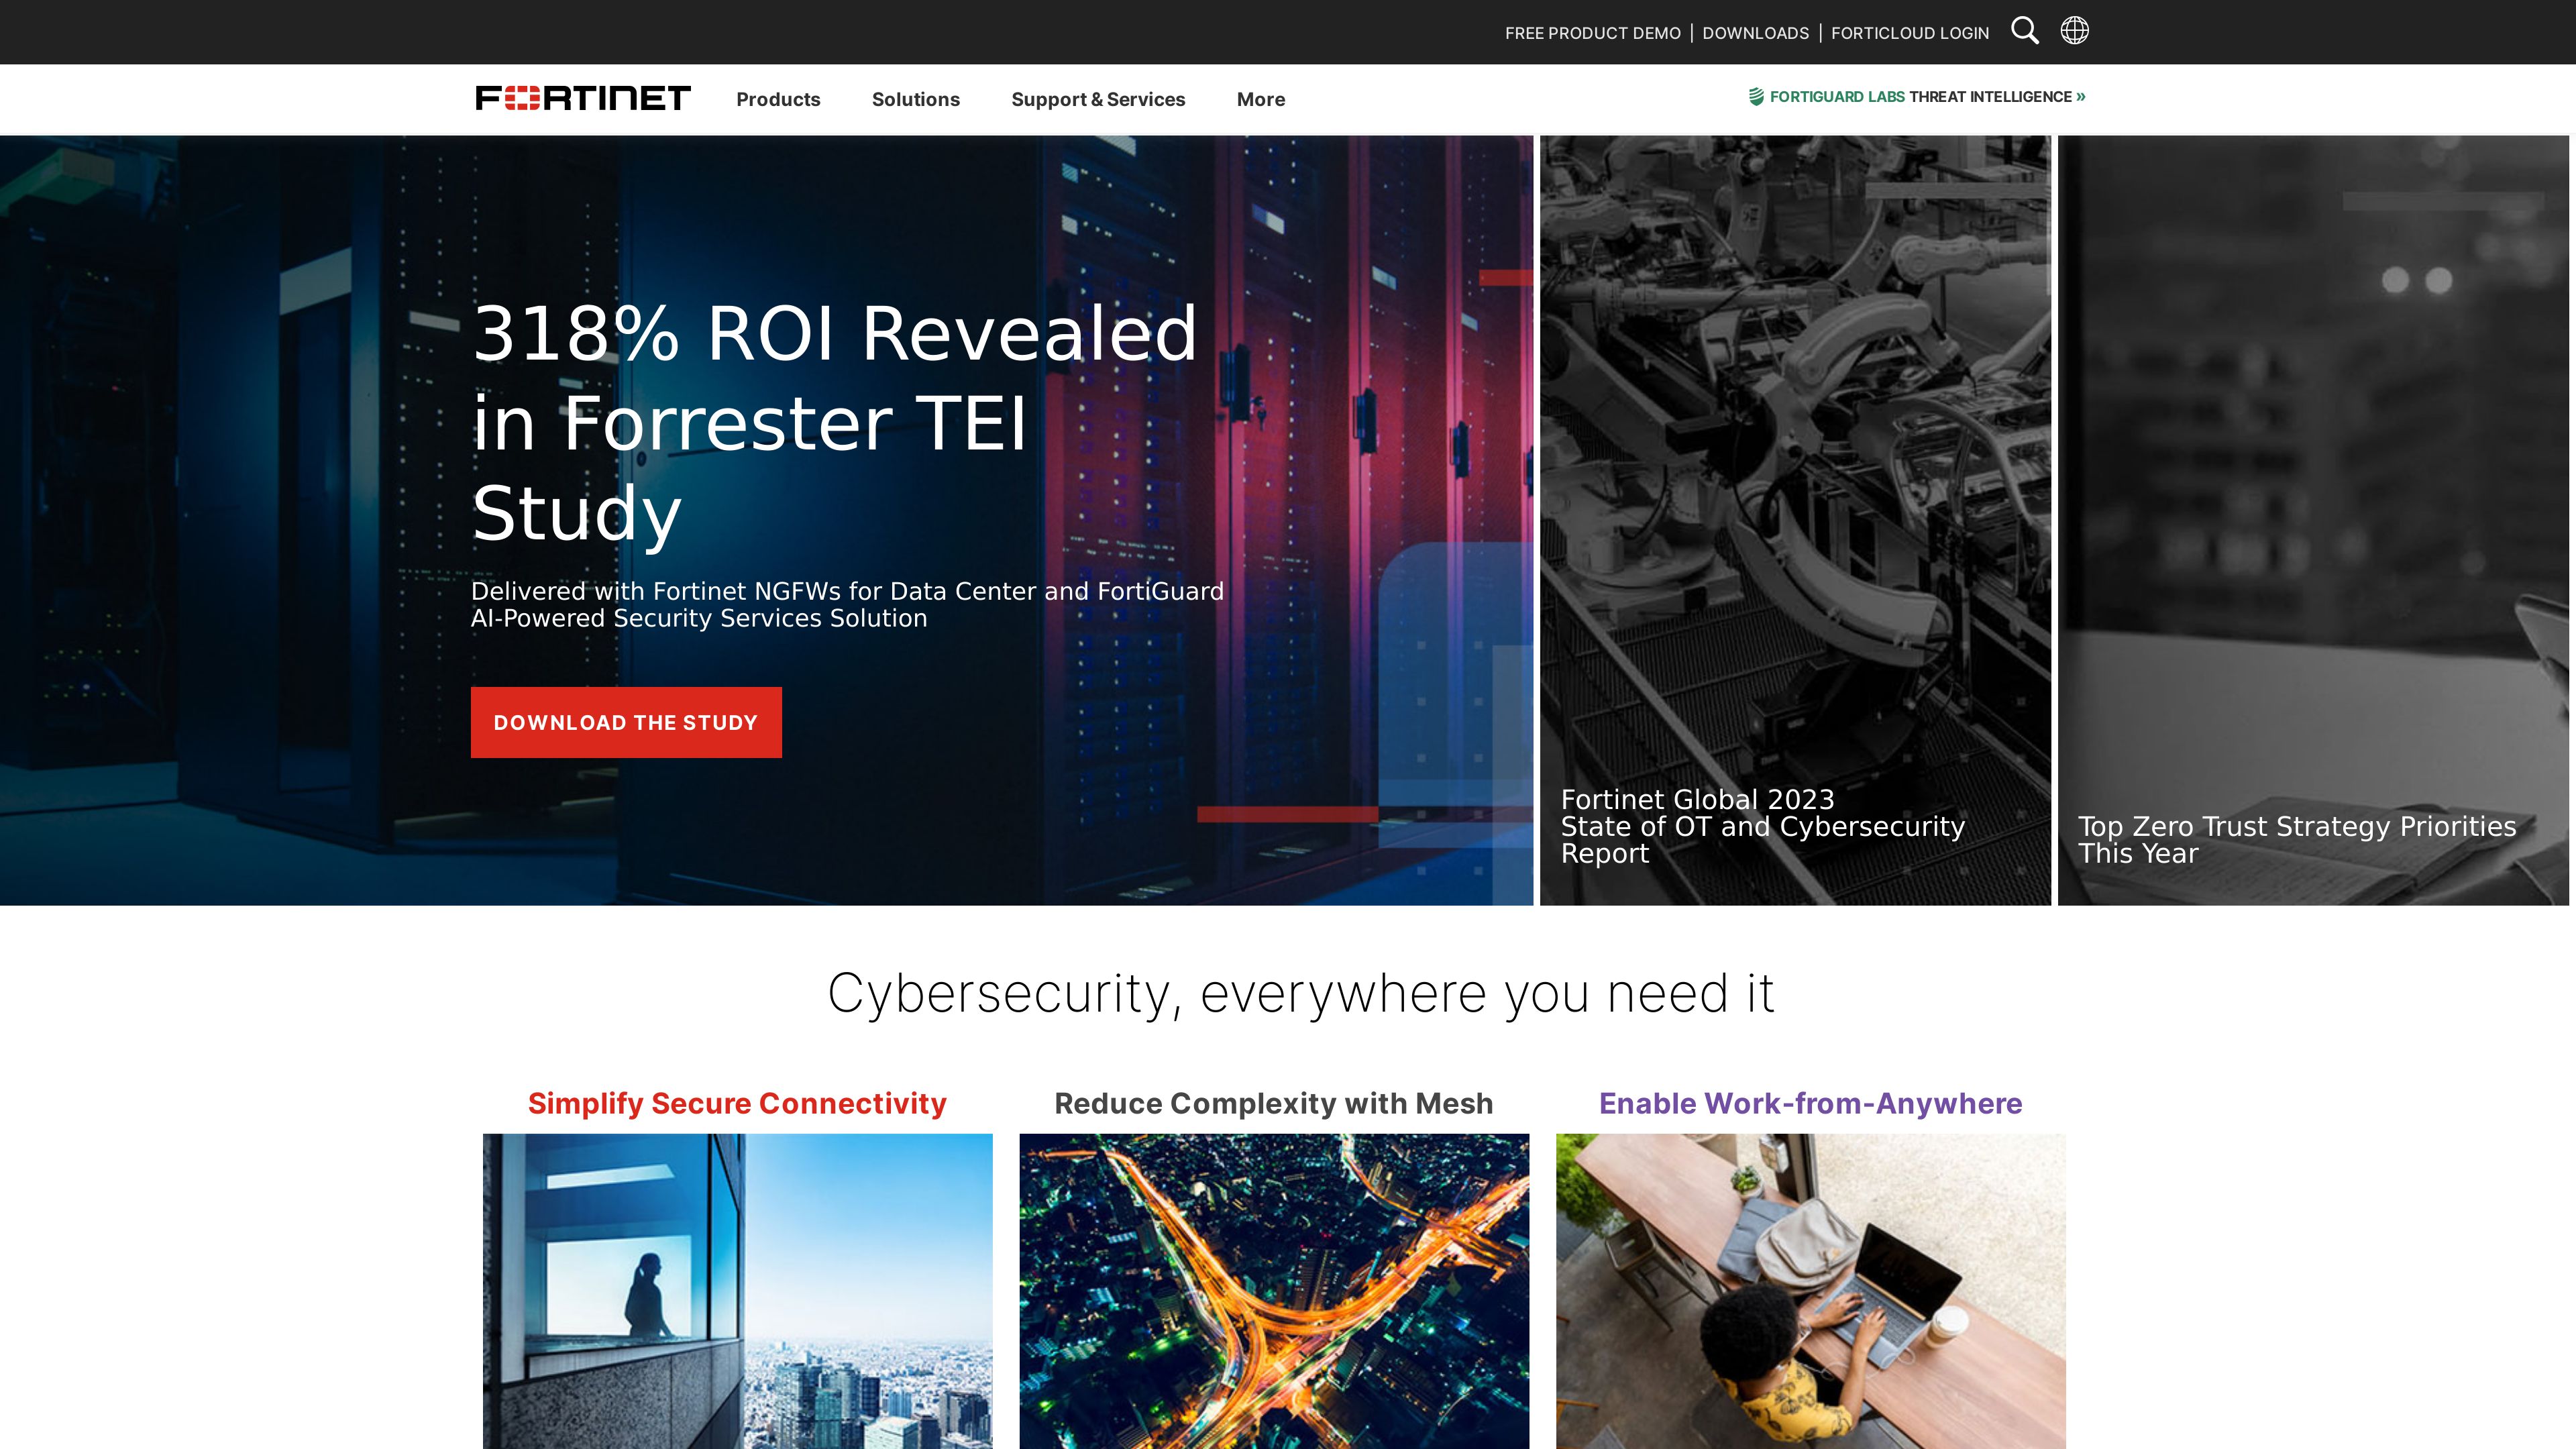 FREE PRODUCT DEMO | DOWNLOADS | FORTICLOUD LOGIN
FORTINET
Products
Solutions
Support & Services
More
FORTIGUARD LABS THREAT INTELLIGENCE »
318% ROI Revealed
in Forrester TEI
Study
Delivered with Fortinet NGFWs for Data Center and FortiGuard
AI-Powered Security Services Solution
DOWNLOAD THE STUDY
Fortinet Global 2023
State of OT and Cybersecurity
Report
Top Zero Trust Strategy Priorities
This Year
Cybersecurity, everywhere you need it
Simplify Secure Connectivity
Reduce Complexity with Mesh
Enable Work-from-Anywhere